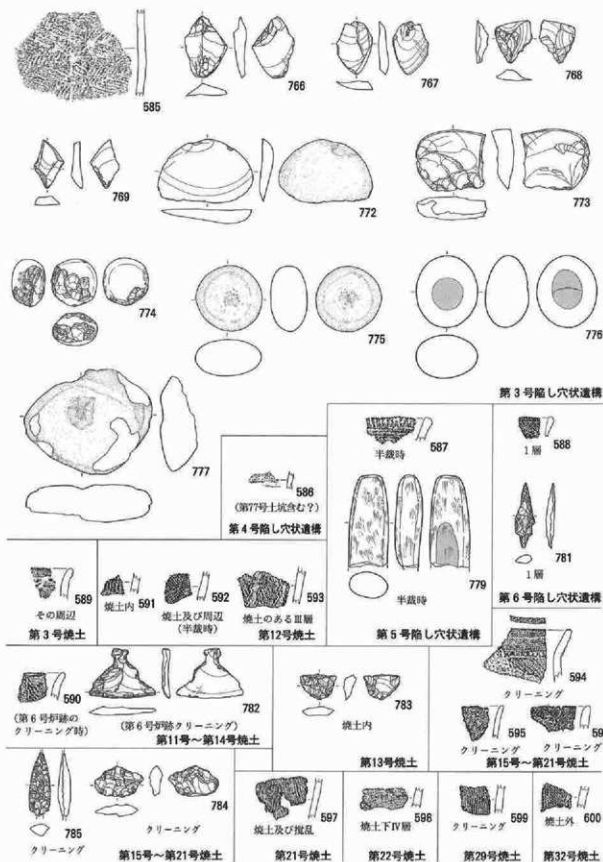 585
766
767
768
769
772
773
774
775
776
第3号陥し穴状遺構
777
586
(第77号土坑含む?)
第4号陥し穴状遺構
587
半裁時
779
半裁時
第5号陥し穴状遺構
588
1層
781
1層
第6号陥し穴状遺構
589
その周辺
第3号焼土
591
焼土内
592
焼土及び周辺
(半裁時)
593
焼土のあるⅢ層
第12号焼土
590
(第6号炉跡の
クリーニング時)
782
(第6号炉跡クリーニング)
第11号~第14号焼土
783
焼土内
第13号焼土
594
クリーニング
595
クリーニング
59
クリーニング
第15号~第21号焼土
785
クリーニング
784
クリーニング
第15号~第21号焼土
597
焼土及び撹乱
第21号焼土
598
焼土下Ⅳ層
第22号焼土
599
クリーニング
第29号焼土
600
焼土外
第32号焼土